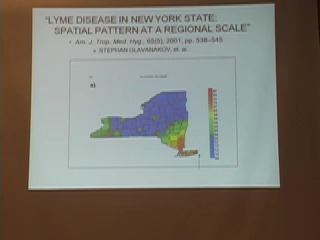 "LYME DISEASE IN NEW YORK STATE:
SPATIAL PATTERN AT A REGIONAL SCALE"
• Am. J. Trop. Med. Hyg., 65(5), 2001, pp. 538-545
• STEPHAN GLAVANAKOV, et. al.
a)